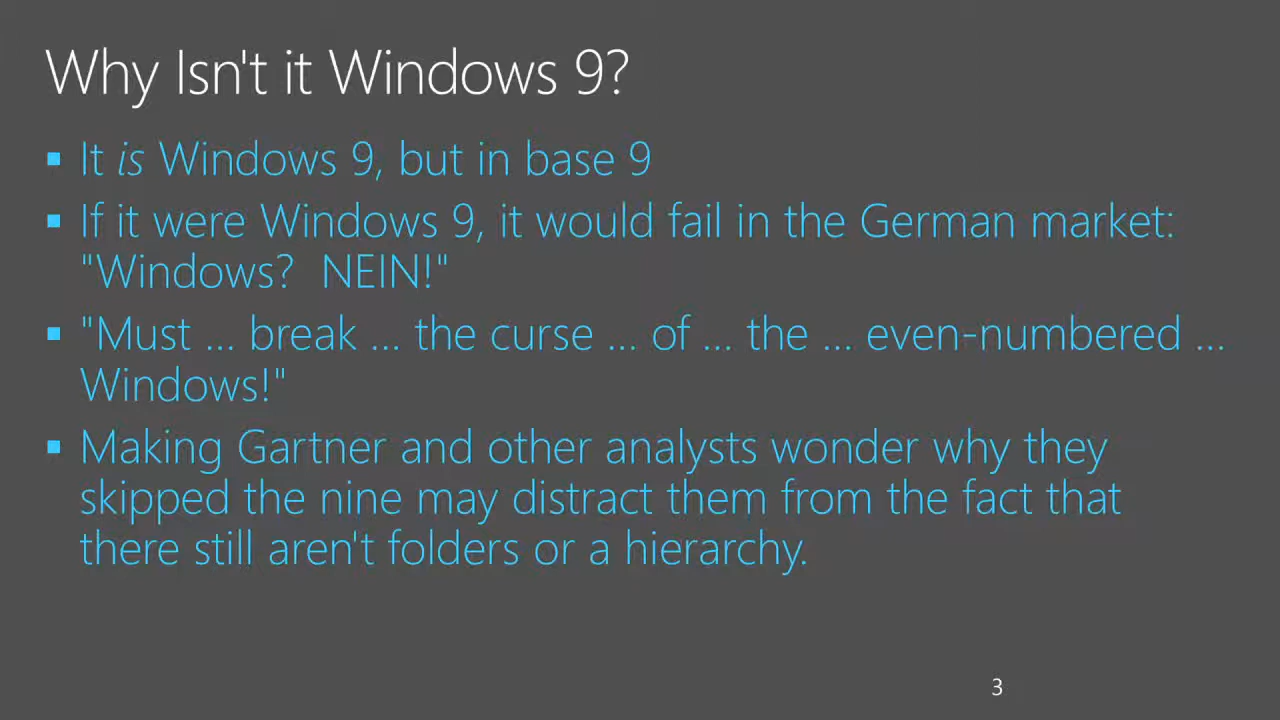 Why Isn't it Windows 9?
▪ It is Windows 9, but in base 9
▪ If it were Windows 9, it would fail in the German market:
"Windows?  NEIN!"
▪ "Must ... break ... the curse ... of ... the ... even-numbered ...
Windows!"
▪ Making Gartner and other analysts wonder why they
skipped the nine may distract them from the fact that
there still aren't folders or a hierarchy.
3